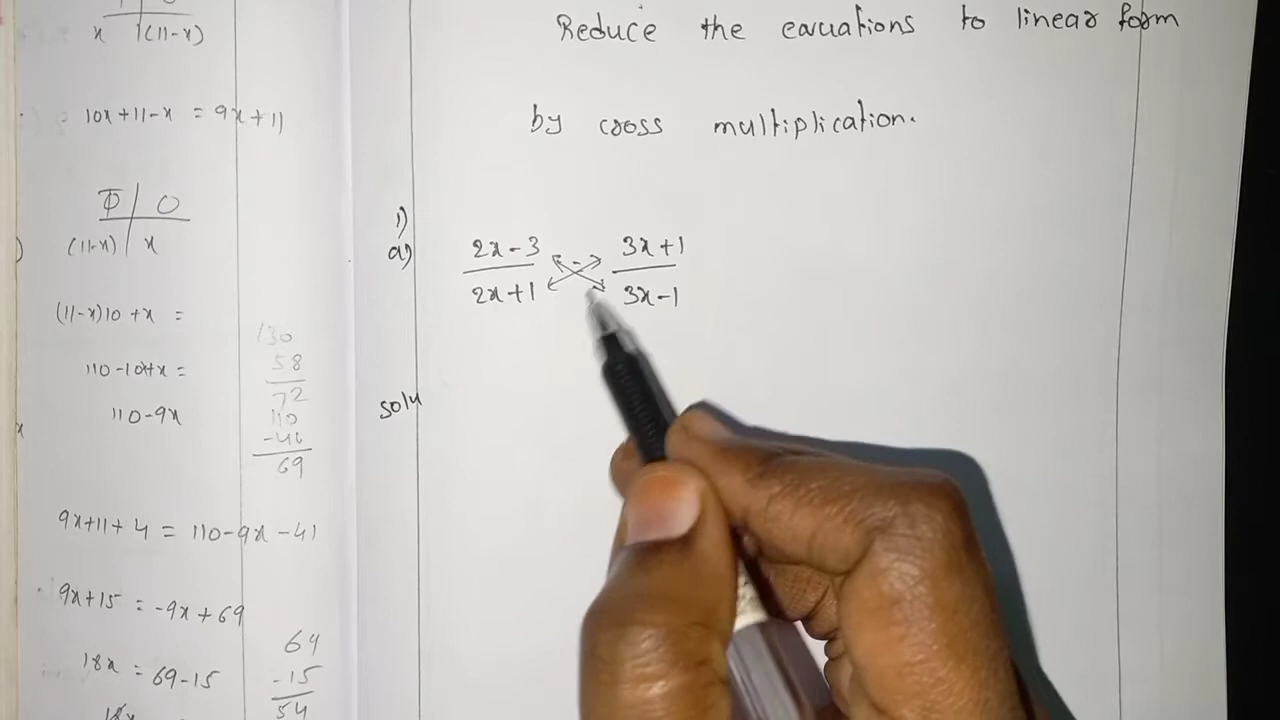 x | (11-x)
10x+11-x = 9x+11
I | O
(11-x) | x
(11-x)10 +x =
110-10x+x =
110-9x
130
58
72
110
-41
69
9x+11+4 = 110-9x-41
9x+15 = -9x+69
18x = 69-15
64
-15
54
Reduce the eauations to linear form
by cross multiplication.
1)
a) 2x-3 = 3x+1
2x+1 3x-1
soln